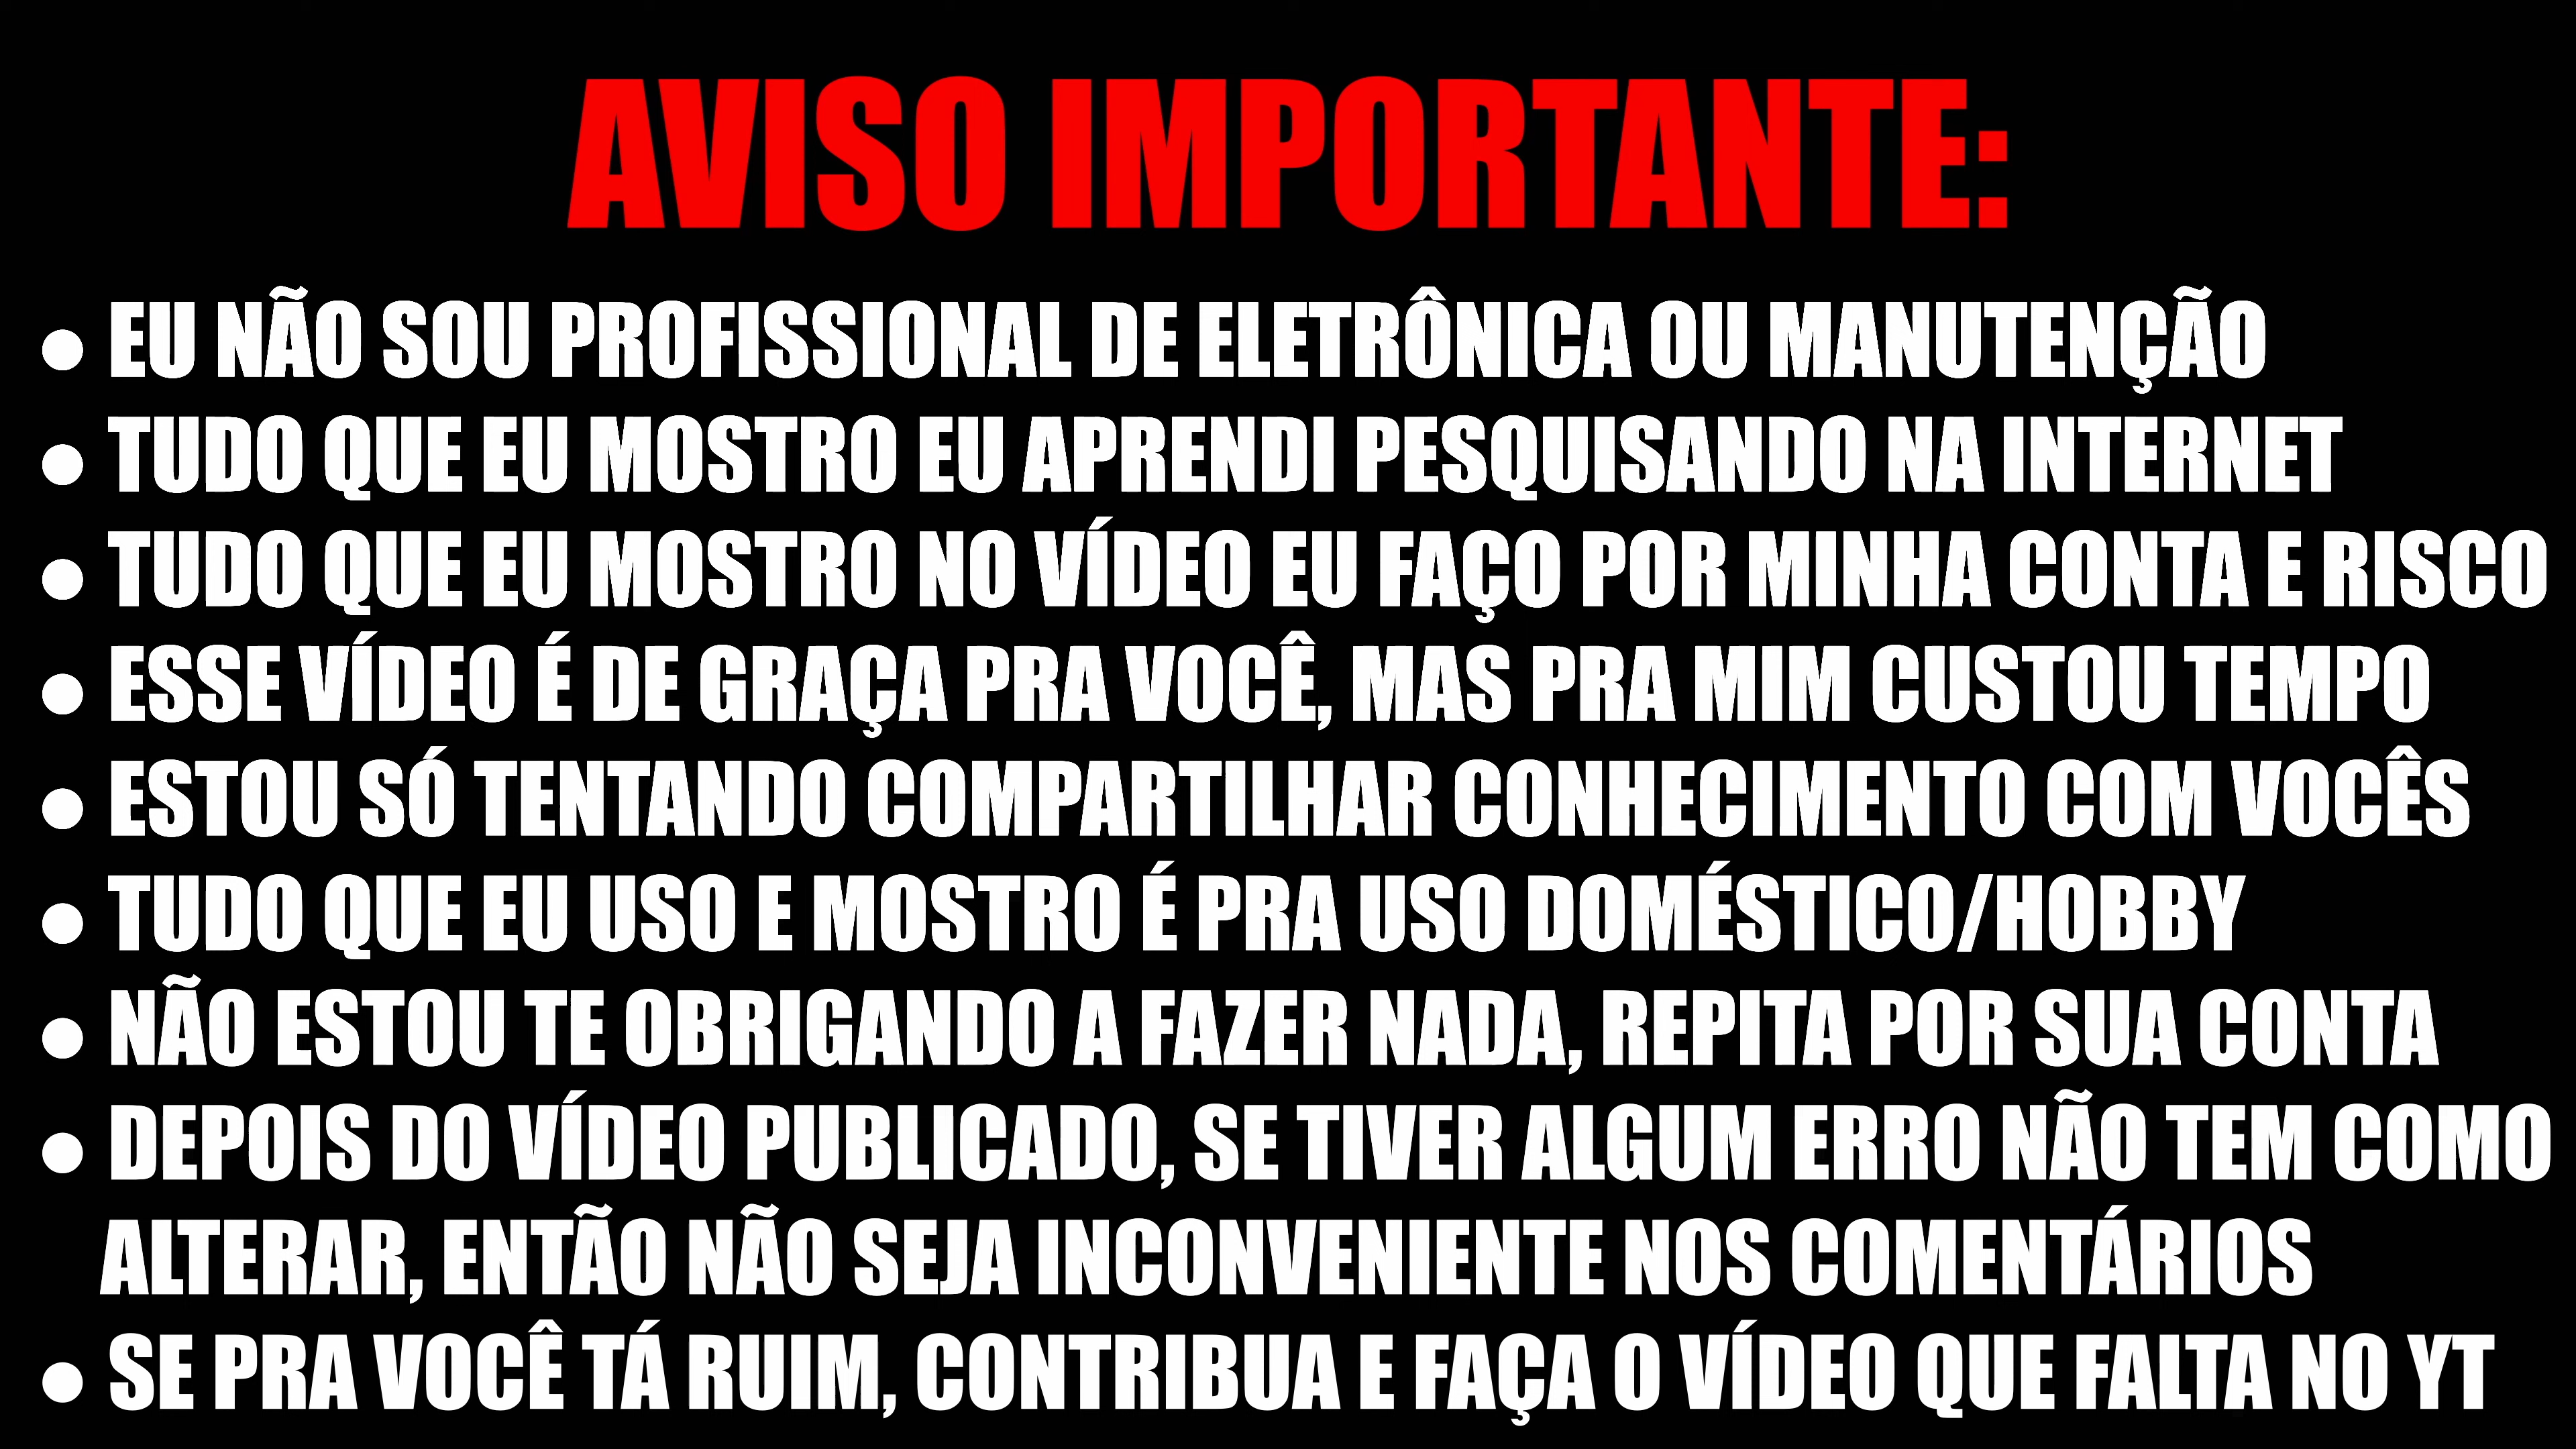 AVISO IMPORTANTE:
● EU NÃO SOU PROFISSIONAL DE ELETRÔNICA OU MANUTENÇÃO
● TUDO QUE EU MOSTRO EU APRENDI PESQUISANDO NA INTERNET
● TUDO QUE EU MOSTRO NO VÍDEO EU FAÇO POR MINHA CONTA E RISCO
● ESSE VÍDEO É DE GRAÇA PRA VOCÊ, MAS PRA MIM CUSTOU TEMPO
● ESTOU SÓ TENTANDO COMPARTILHAR CONHECIMENTO COM VOCÊS
● TUDO QUE EU USO E MOSTRO É PRA USO DOMÉSTICO/HOBBY
● NÃO ESTOU TE OBRIGANDO A FAZER NADA, REPITA POR SUA CONTA
● DEPOIS DO VÍDEO PUBLICADO, SE TIVER ALGUM ERRO NÃO TEM COMO
ALTERAR, ENTÃO NÃO SEJA INCONVENIENTE NOS COMENTÁRIOS
● SE PRA VOCÊ TÁ RUIM, CONTRIBUA E FAÇA O VÍDEO QUE FALTA NO YT